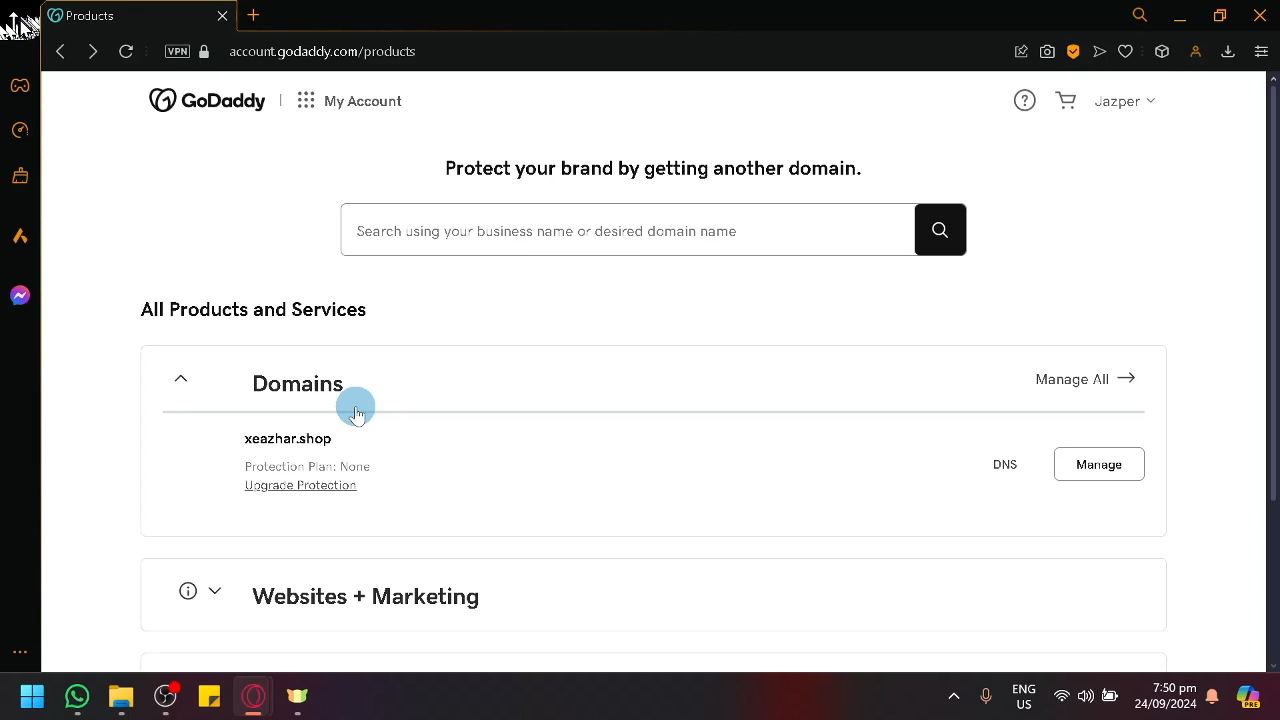 Products
VPN
account.godaddy.com/products
GoDaddy
My Account
Jazper
Protect your brand by getting another domain.
Search using your business name or desired domain name
All Products and Services
Domains
Manage All
xeazhar.shop
Protection Plan: None
Upgrade Protection
DNS
Manage
Websites + Marketing
ENG
US
7:50 pm
24/09/2024
PRE